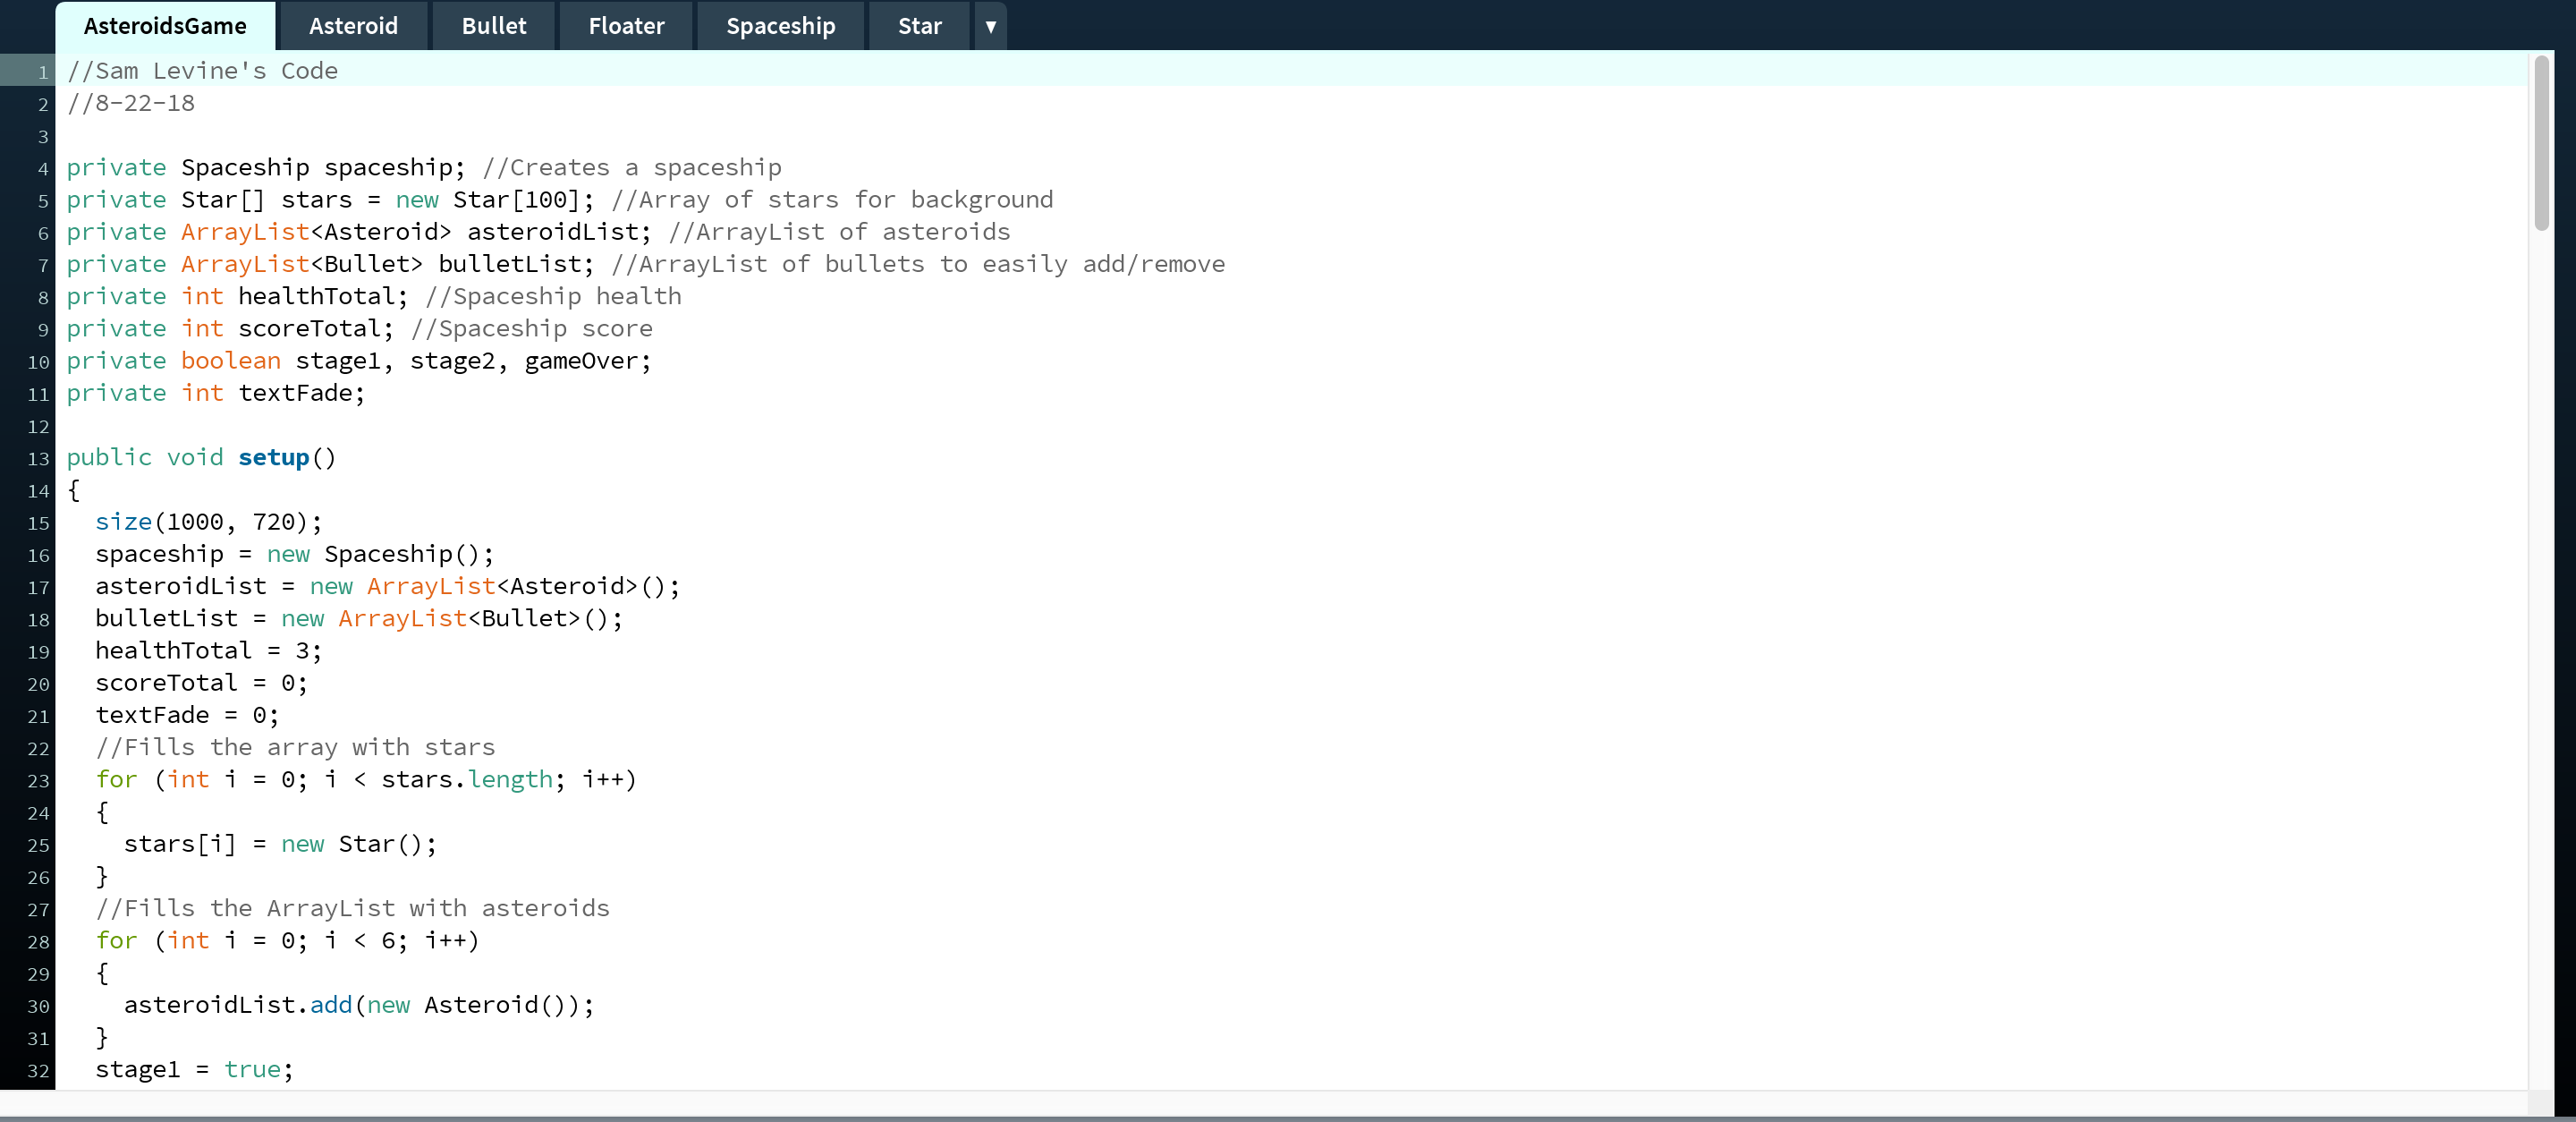 AsteroidsGame Asteroid Bullet Floater Spaceship Star ▼
1 //Sam Levine's Code
2 //8-22-18
3
4 private Spaceship spaceship; //Creates a spaceship
5 private Star[] stars = new Star[100]; //Array of stars for background
6 private ArrayList<Asteroid> asteroidList; //ArrayList of asteroids
7 private ArrayList<Bullet> bulletList; //ArrayList of bullets to easily add/remove
8 private int healthTotal; //Spaceship health
9 private int scoreTotal; //Spaceship score
10 private boolean stage1, stage2, gameOver;
11 private int textFade;
12
13 public void setup()
14 {
15   size(1000, 720);
16   spaceship = new Spaceship();
17   asteroidList = new ArrayList<Asteroid>();
18   bulletList = new ArrayList<Bullet>();
19   healthTotal = 3;
20   scoreTotal = 0;
21   textFade = 0;
22   //Fills the array with stars
23   for (int i = 0; i < stars.length; i++)
24   {
25     stars[i] = new Star();
26   }
27   //Fills the ArrayList with asteroids
28   for (int i = 0; i < 6; i++)
29   {
30     asteroidList.add(new Asteroid());
31   }
32   stage1 = true;